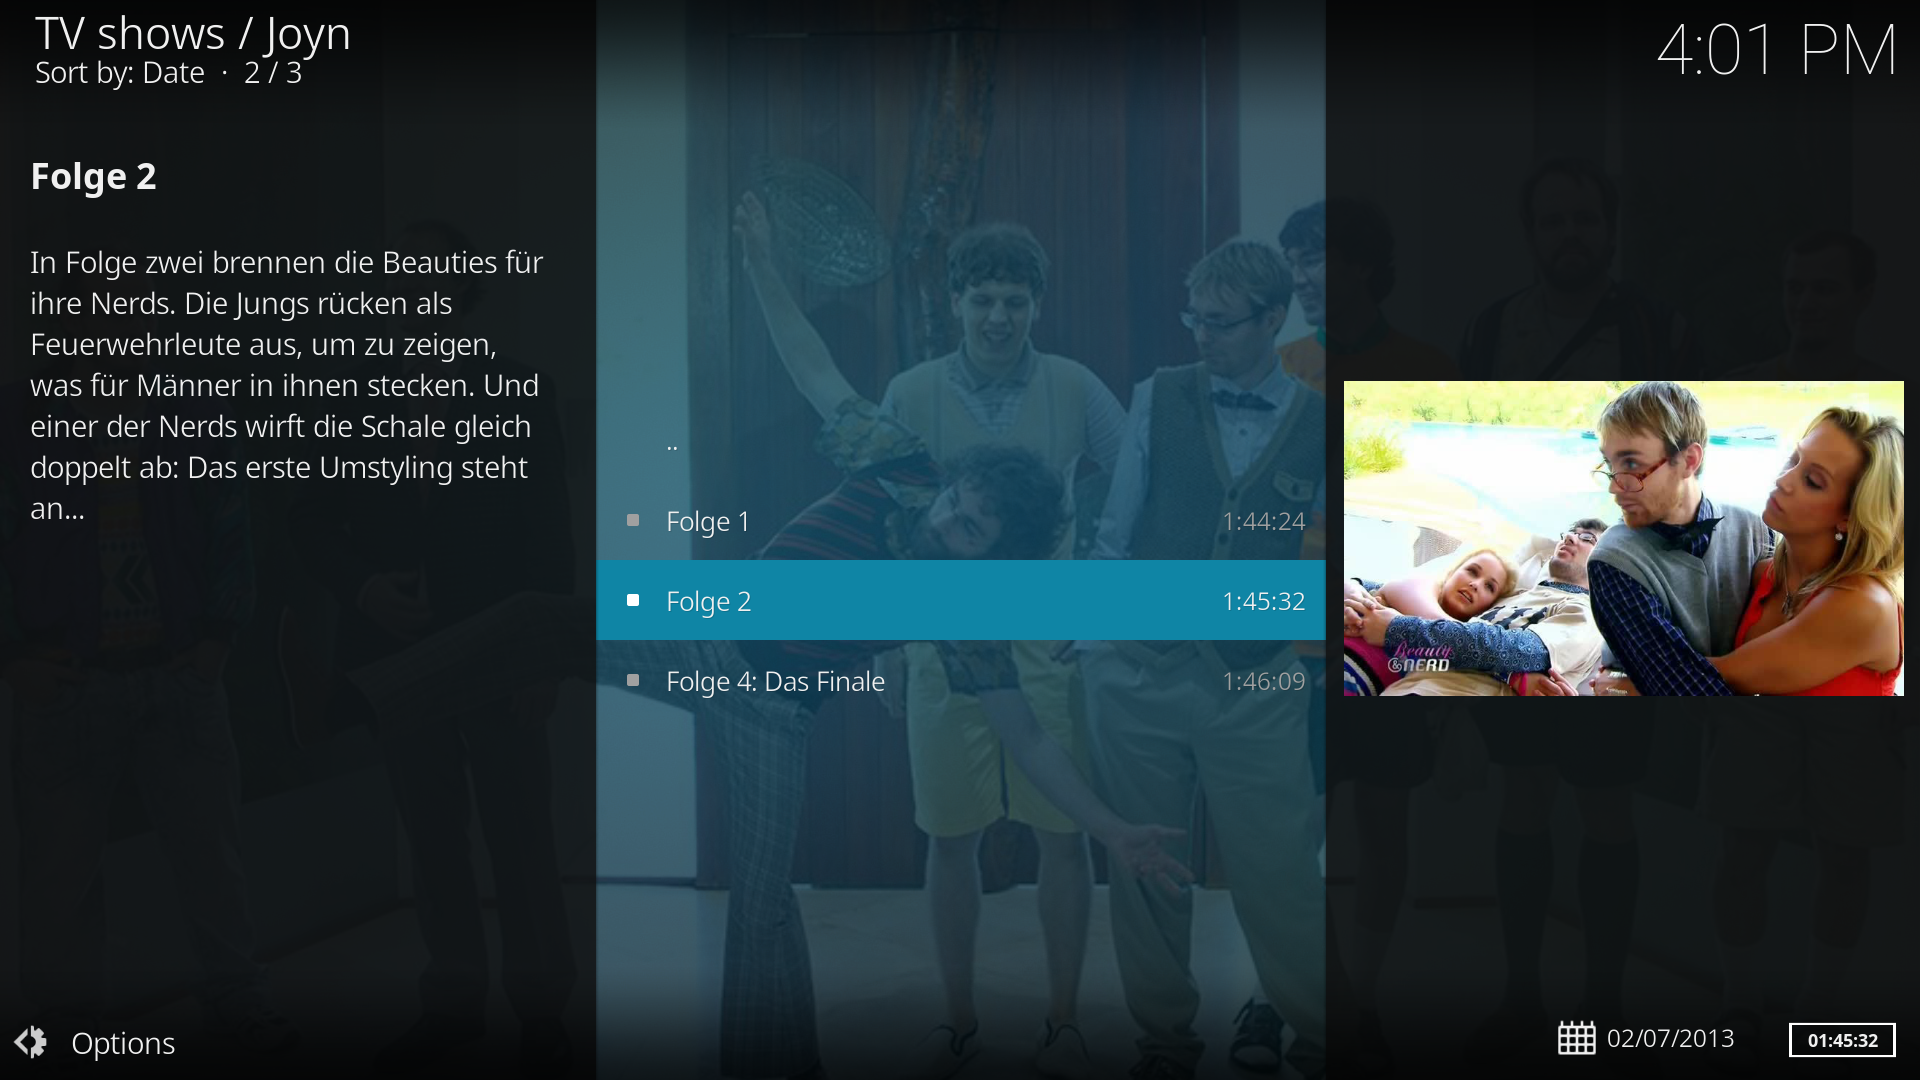 TV shows / Joyn
Sort by: Date · 2 / 3
4:01 PM
Folge 2
In Folge zwei brennen die Beauties für
ihre Nerds. Die Jungs rücken als
Feuerwehrleute aus, um zu zeigen,
was für Männer in ihnen stecken. Und
einer der Nerds wirft die Schale gleich
doppelt ab: Das erste Umstyling steht
an...
..
Folge 1 1:44:24
Folge 2 1:45:32
Folge 4: Das Finale 1:46:09
Beauty
&NERD
Options
02/07/2013
01:45:32